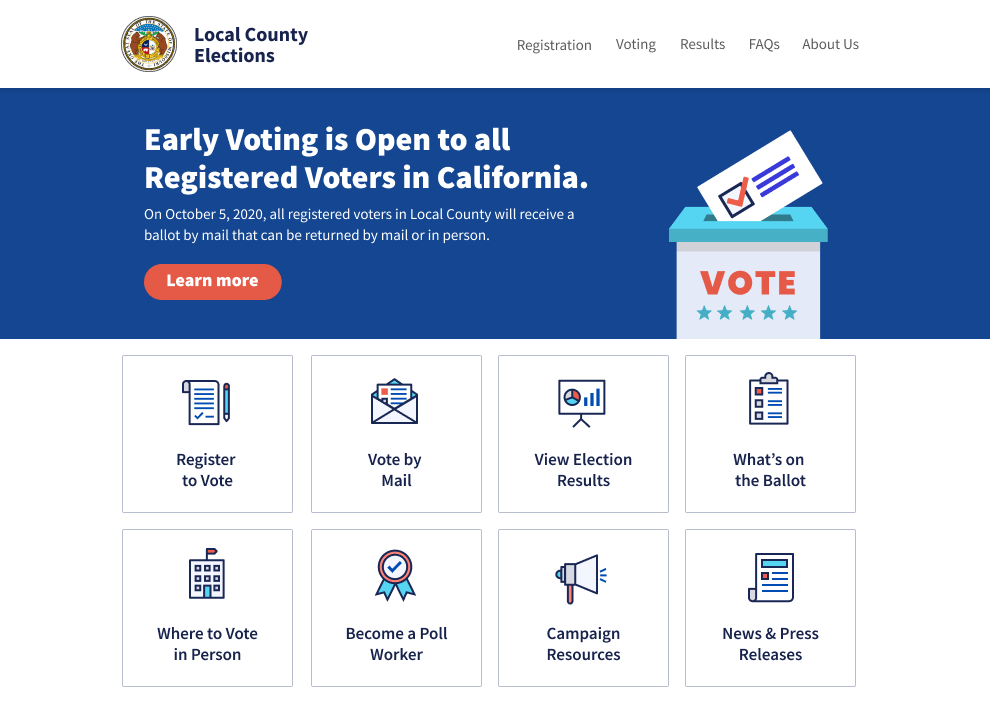 Local County
Elections
Registration Voting Results FAQs About Us
Early Voting is Open to all
Registered Voters in California.
On October 5, 2020, all registered voters in Local County will receive a
ballot by mail that can be returned by mail or in person.
Learn more
VOTE
Register
to Vote
Vote by
Mail
View Election
Results
What’s on
the Ballot
Where to Vote
in Person
Become a Poll
Worker
Campaign
Resources
News & Press
Releases